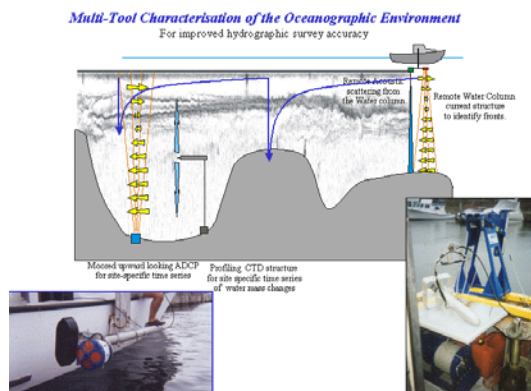 Multi-Tool Characterisation of the Oceanographic Environment
For improved hydrographic survey accuracy
Remote Acoustic
scattering from
the Water column.
Remote Water Column
current structure
to identify fronts.
Moored upward looking ADCP
for site-specific time series
Profiling CTD structure
for site specific time series
of water mass changes